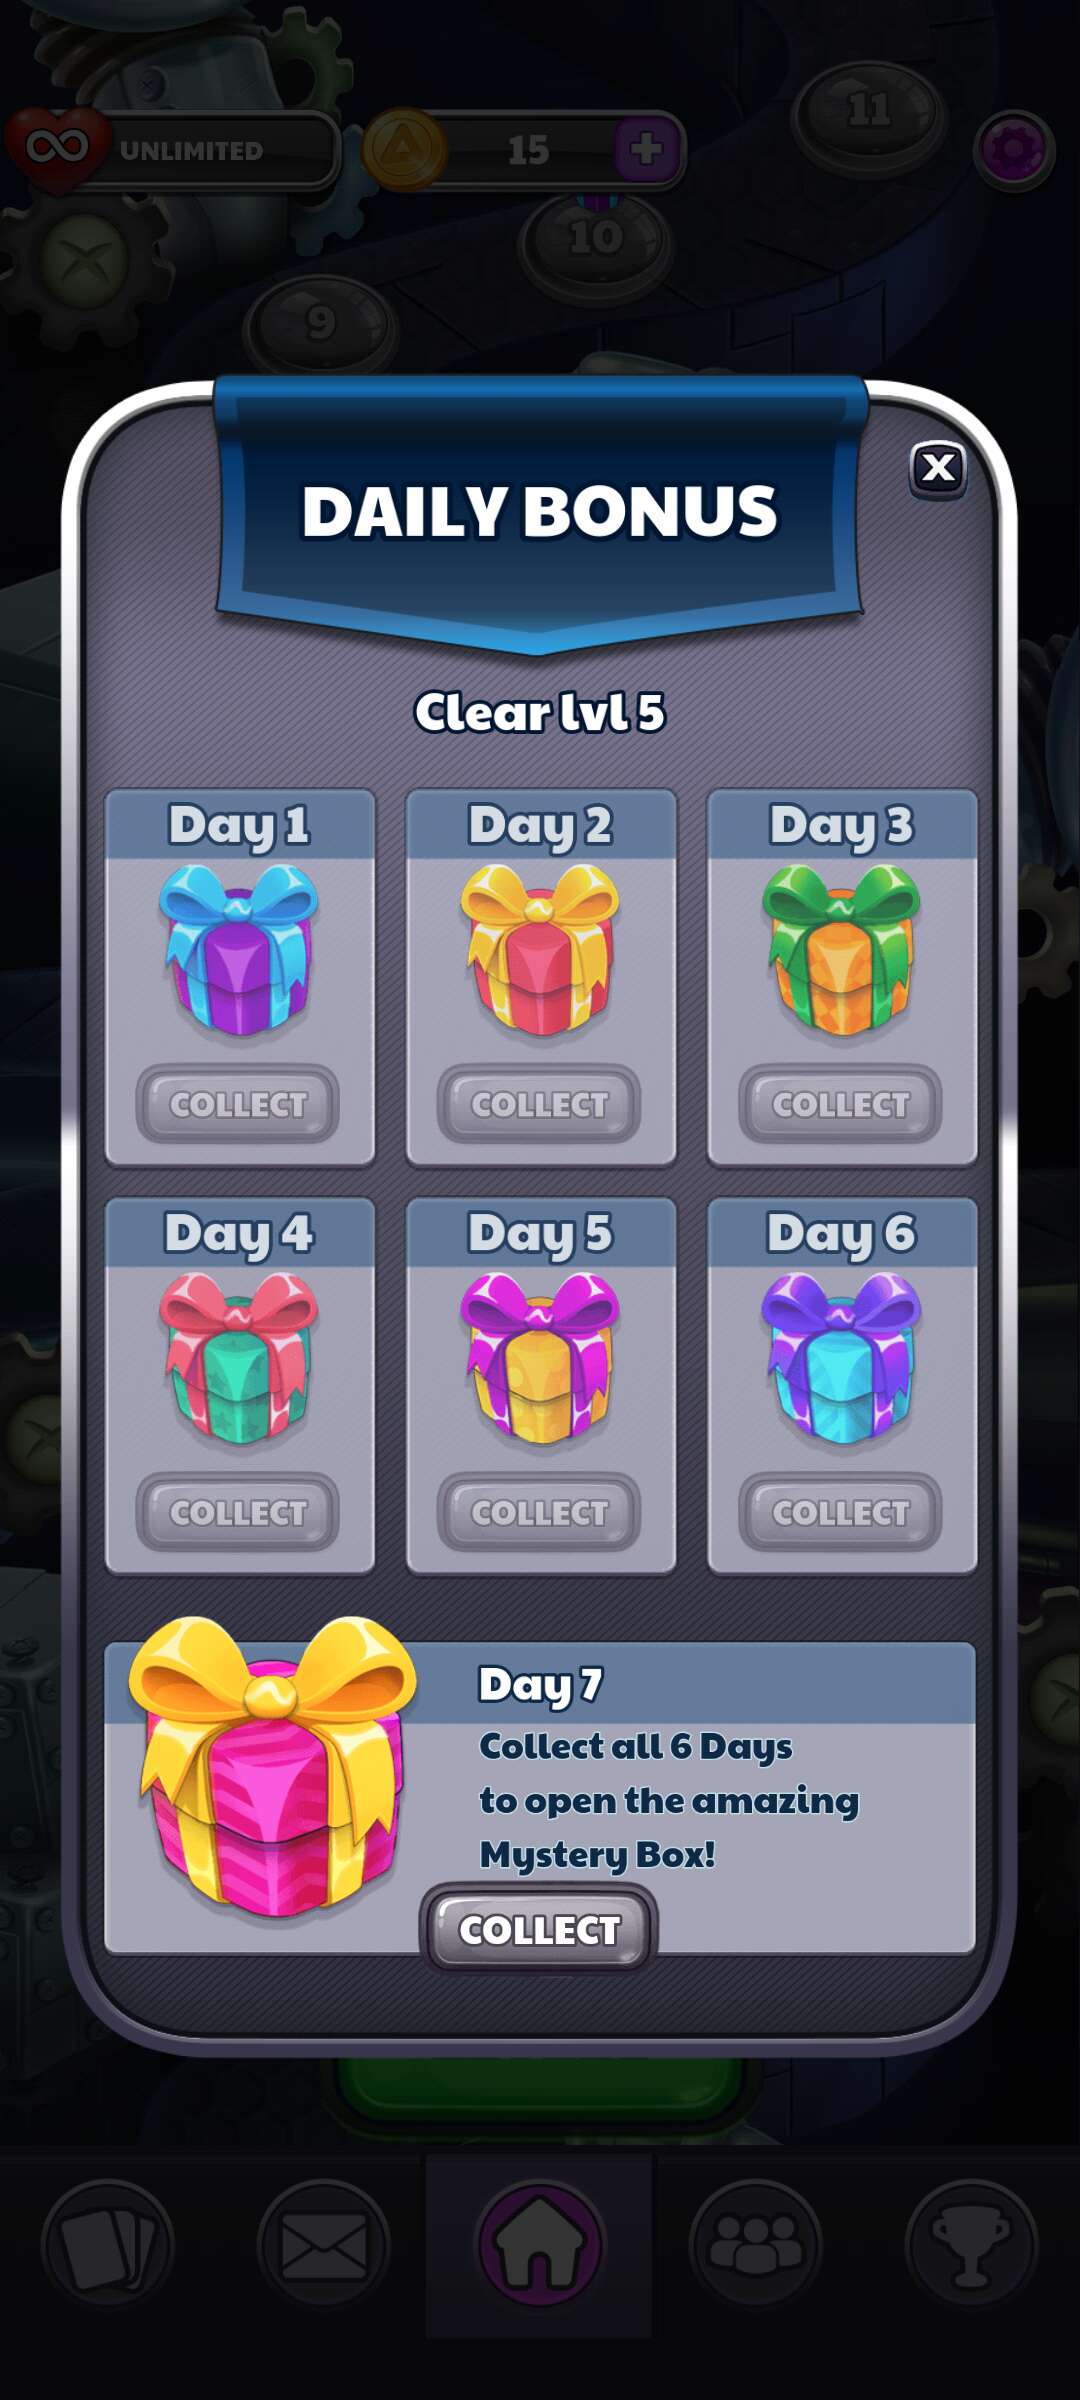 UNLIMITED
15
11
10
9
DAILY BONUS
X
Clear lvl 5
Day 1
Day 2
Day 3
COLLECT
COLLECT
COLLECT
Day 4
Day 5
Day 6
COLLECT
COLLECT
COLLECT
Day 7
Collect all 6 Days
to open the amazing
Mystery Box!
COLLECT